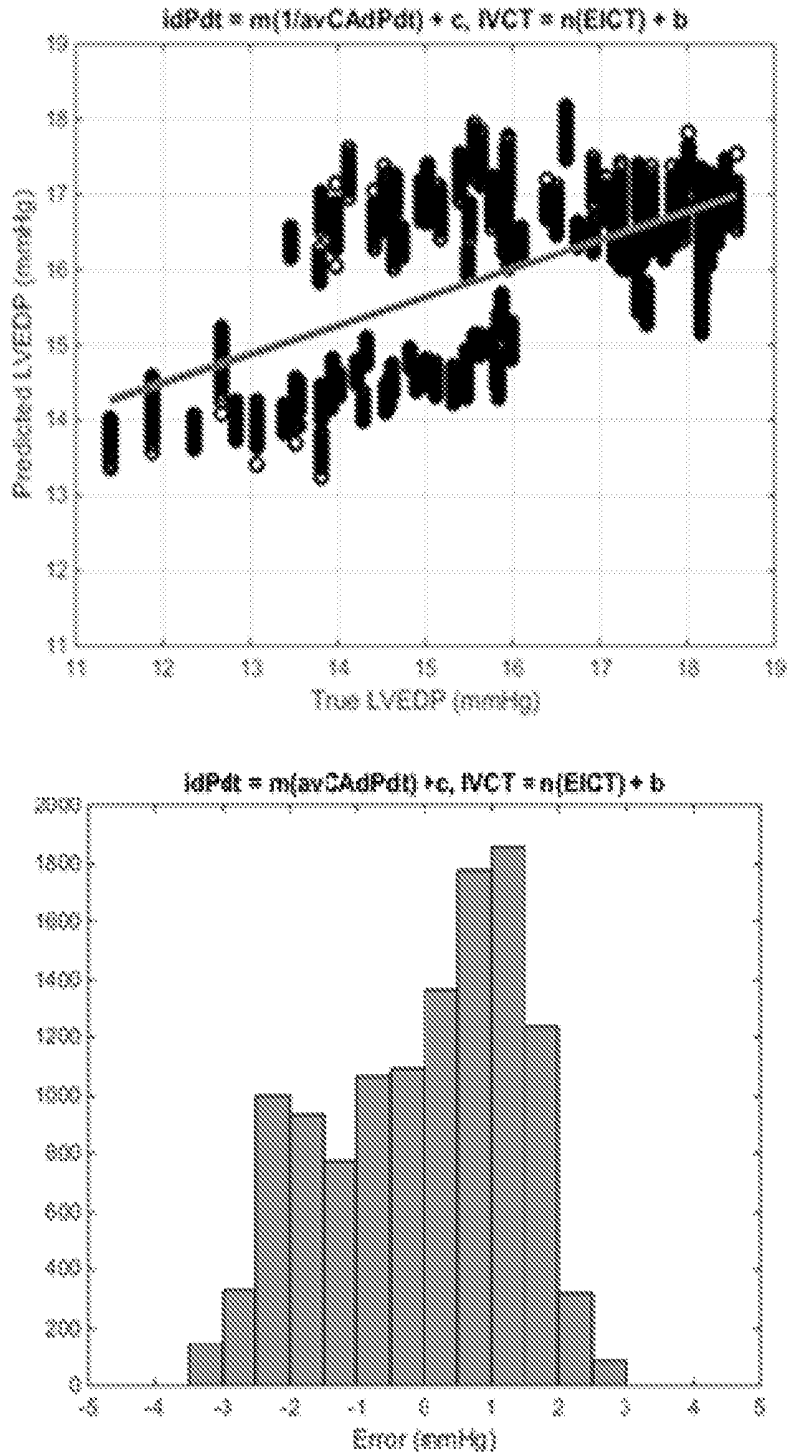 idPdt = m(1/avCAdPdt) + c, IVCT = n(EICT) + b
19
18
17
16
15
14
13
12
11
Predicted LVEDP (mmHg)
11 12 13 14 15 16 17 18 19
True LVEDP (mmHg)
idPdt = m(avCAdPdt) + c, IVCT = n(EICT) + b
2000
1800
1600
1400
1200
1000
800
600
400
200
0
-5 -4 -3 -2 -1 0 1 2 3 4 5
Error (mmHg)